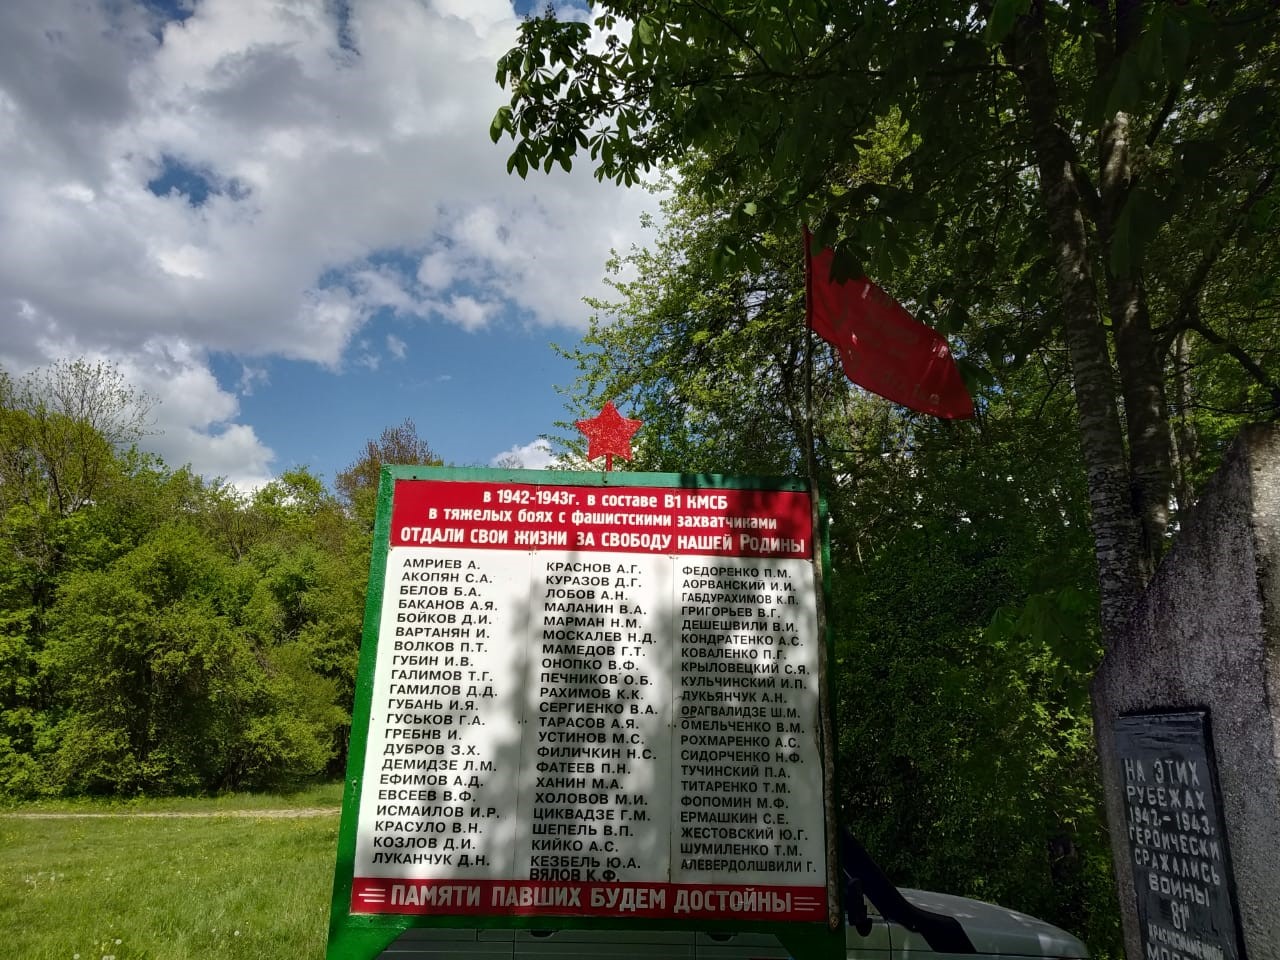 в 1942-1943г. в составе В1 КМСБ
в тяжелых боях с фашистскими захватчиками
ОТДАЛИ СВОИ ЖИЗНИ ЗА СВОБОДУ НАШЕЙ РОДИНЫ
АМРИЕВ А.
АКОПЯН С.А.
БЕЛОВ Б.А.
БАКАНОВ А.Я.
БОЙКОВ Д.И.
ВАРТАНЯН И.
ВОЛКОВ П.Т.
ГУБИН И.В.
ГАЛИМОВ Т.Г.
ГАМИЛОВ Д.Д.
ГУБАНЬ И.Я.
ГУСЬКОВ Г.А.
ГРЕБНВ И.
ДУБРОВ З.Х.
ДЕМИДЗЕ Л.М.
ЕФИМОВ А.Д.
ЕВСЕЕВ В.Ф.
ИСМАИЛОВ И.Р.
КРАСУЛО В.Н.
КОЗЛОВ Д.И.
ЛУКАНЧУК Д.Н.
КРАСНОВ А.Г.
КУРАЗОВ Д.Г.
ЛОБОВ А.Н.
МАЛАНИН В.А.
МАРМАН Н.М.
МОСКАЛЕВ Н.Д.
МАМЕДОВ Г.Т.
ОНОПКО В.Ф.
ПЕЧНИКОВ О.Б.
РАХИМОВ К.К.
СЕРГИЕНКО В.А.
ТАРАСОВ А.Я.
УСТИНОВ М.С.
ФИЛИЧКИН Н.С.
ФАТЕЕВ П.Н.
ХАНИН М.А.
ХОЛОВОВ М.И.
ЦИКВАДЗЕ Г.М.
ШЕПЕЛЬ В.П.
КИЙКО А.С.
КЕЗБЕЛЬ Ю.А.
ВЯЛОВ К.Ф.
ФЕДОРЕНКО П.М.
АОРВАНСКИЙ И.И.
ГАБДУРАХИМОВ К.П.
ГРИГОРЬЕВ В.Г.
ДЕШЕШВИЛИ В.И.
КОНДРАТЕНКО А.С.
КОВАЛЕНКО П.Г.
КРЫЛОВЕЦКИЙ С.Я.
КУЛЬЧИНСКИЙ И.П.
ЛУКЬЯНЧУК А.Н.
ОРАГВАЛИДЗЕ Ш.М.
ОМЕЛЬЧЕНКО В.М.
РОХМАРЕНКО А.С.
СИДОРЧЕНКО Н.Ф.
ТУЧИНСКИЙ П.А.
ТИТАРЕНКО Т.М.
ФОПОМИН М.Ф.
ЕРМАШКИН С.Е.
ЖЕСТОВСКИЙ Ю.Г.
ШУМИЛЕНКО Т.М.
АЛЕВЕРДОЛШВИЛИ Г.
ПАМЯТИ ПАВШИХ БУДЕМ ДОСТОЙНЫ
НА ЭТИХ
РУБЕЖАХ
1942-1943г.
ГЕРОИЧЕСКИ
СРАЖАЛИСЬ
ВОИНЫ
81й
КРАСНОЗНАМЕННОЙ